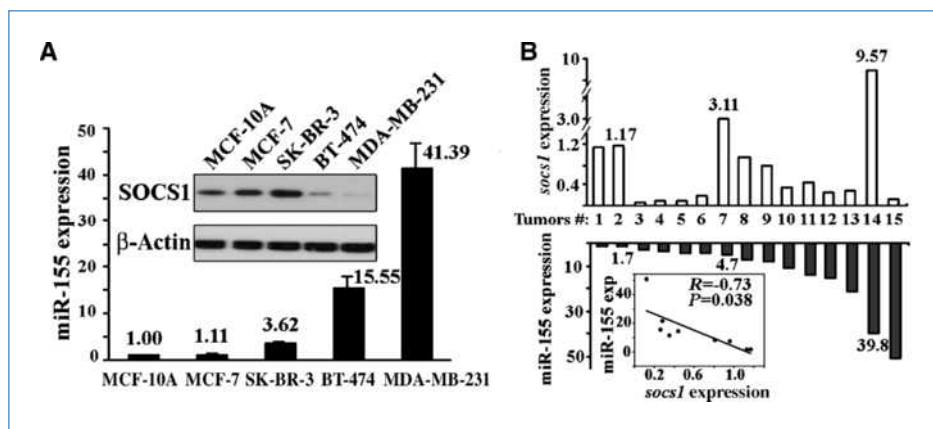 A
miR-155 expression
50
40
30
20
10
0
MCF-10A
MCF-7
SK-BR-3
BT-474
MDA-MB-231
SOCS1
β-Actin
1.00
1.11
3.62
15.55
41.39
MCF-10A MCF-7 SK-BR-3 BT-474 MDA-MB-231
B
socs1 expression
10
3.0
1.2
0.4
1.17
3.11
9.57
Tumors #: 1 2 3 4 5 6 7 8 9 10 11 12 13 14 15
miR-155 expression
10
30
50
1.7
4.7
39.8
miR-155 exp
40
20
0
R=-0.73
P=0.038
0.2 0.6 1.0
socs1 expression